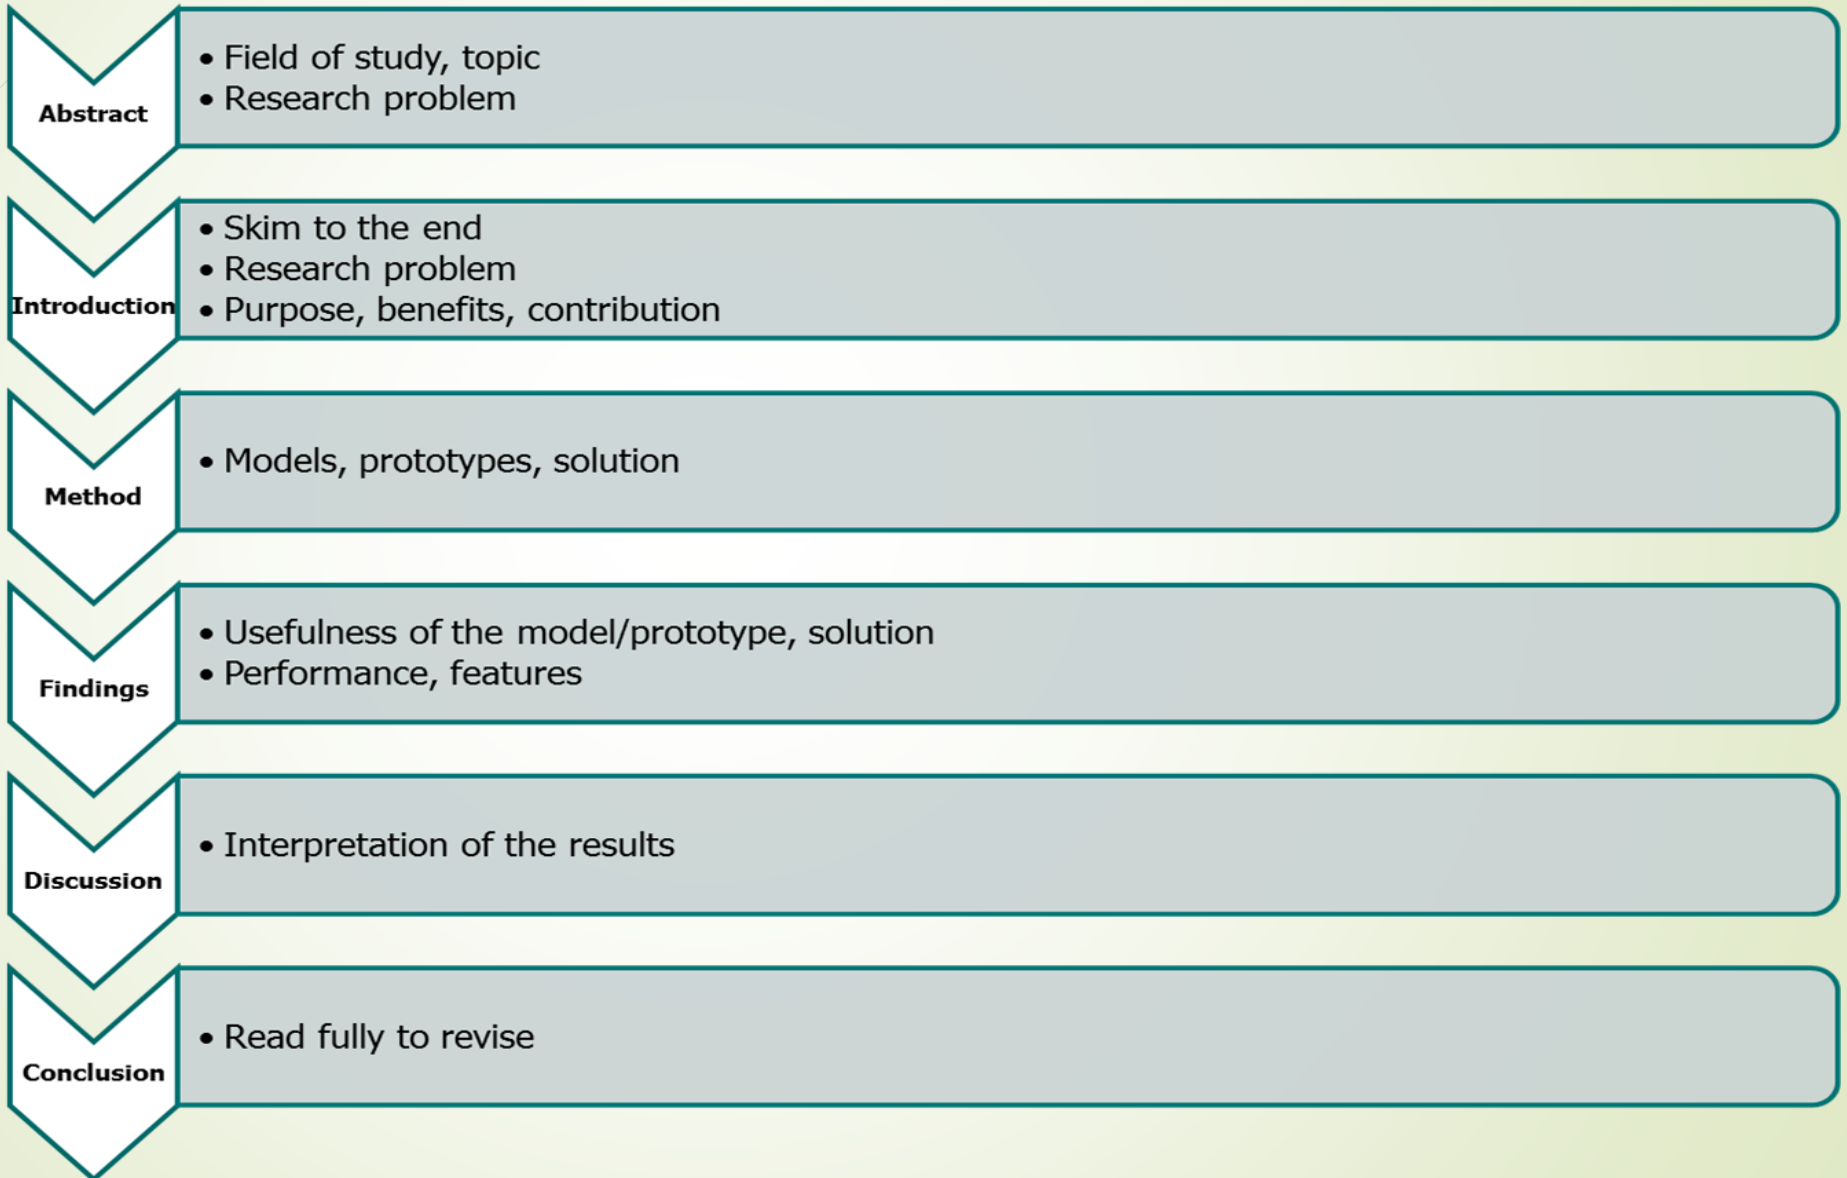 Abstract
• Field of study, topic
• Research problem
Introduction
• Skim to the end
• Research problem
• Purpose, benefits, contribution
Method
• Models, prototypes, solution
Findings
• Usefulness of the model/prototype, solution
• Performance, features
Discussion
• Interpretation of the results
Conclusion
• Read fully to revise